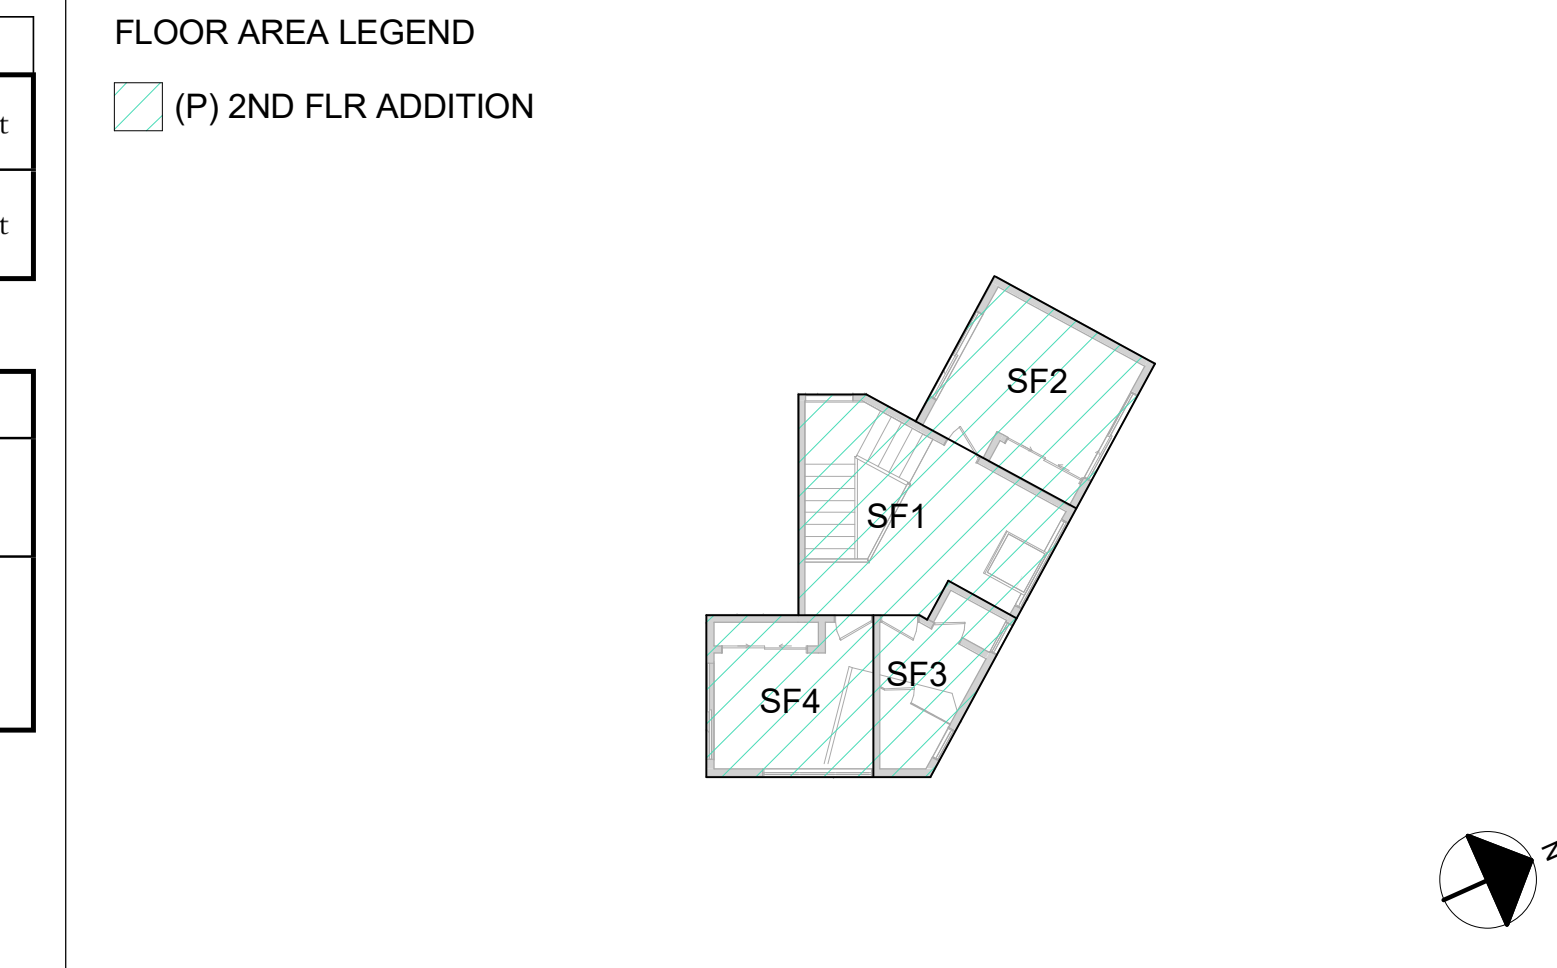 FLOOR AREA LEGEND
(P) 2ND FLR ADDITION
t
t
SF2
SF1
SF3
SF4
N